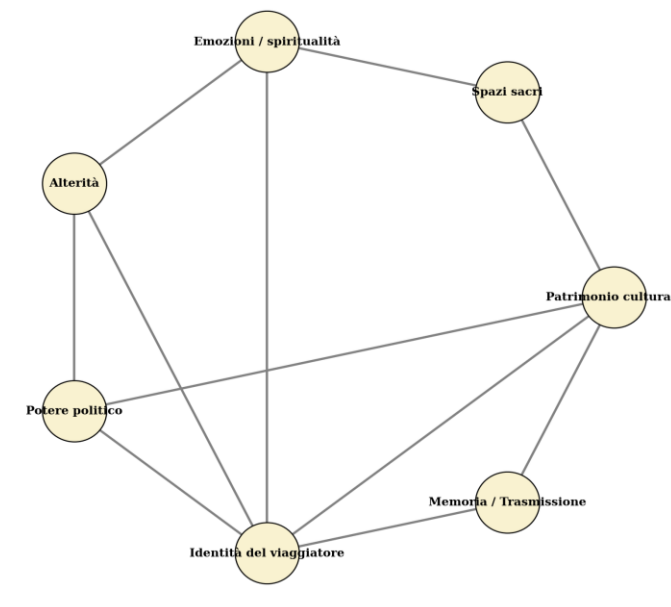 Emozioni / spiritualità
Spazi sacri
Alterità
Patrimonio cultura
Potere politico
Memoria / Trasmissione
Identità del viaggiatore